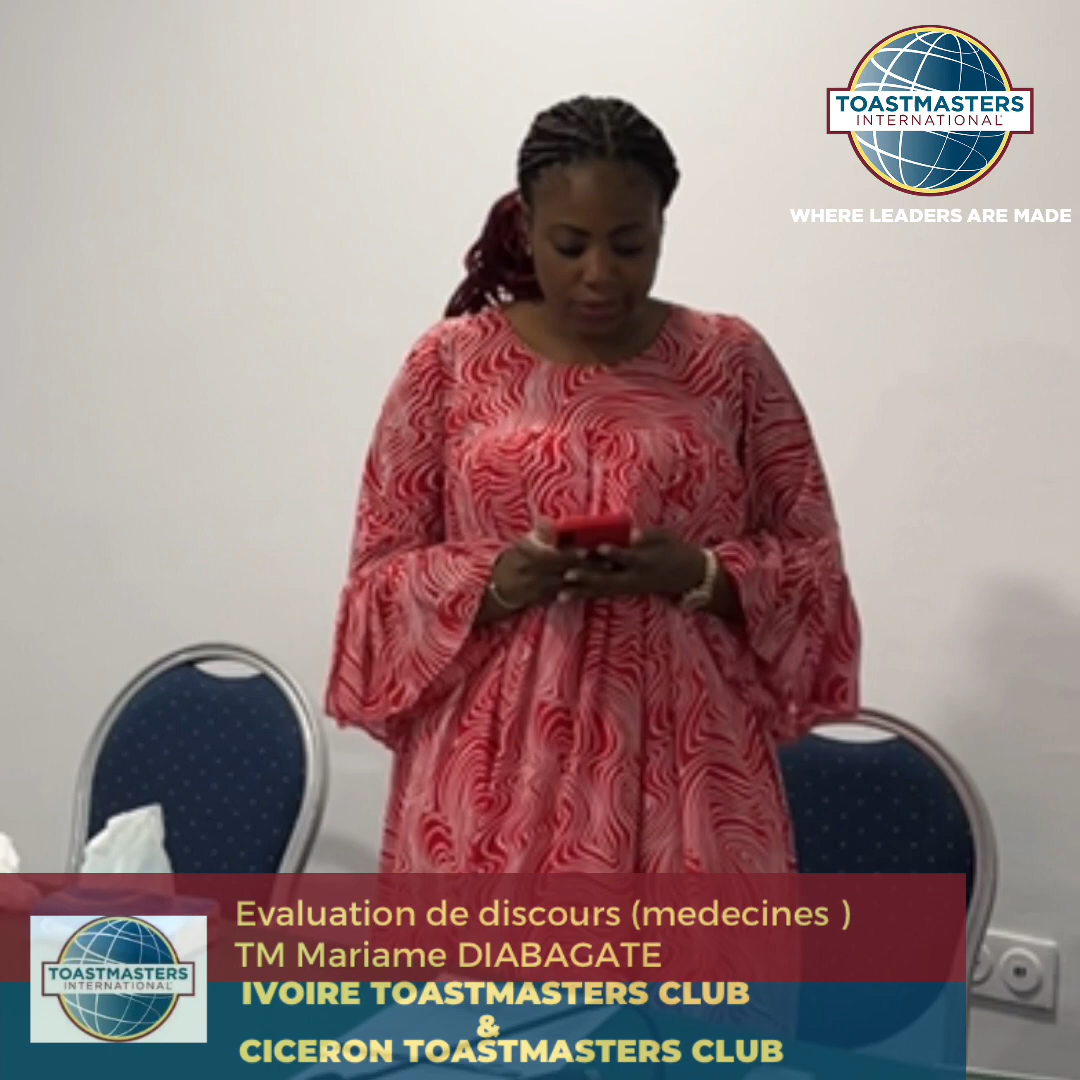 TOASTMASTERS
INTERNATIONAL
WHERE LEADERS ARE MADE
Evaluation de discours (medecines )
TM Mariame DIABAGATE
TOASTMASTERS
INTERNATIONAL
IVOIRE TOASTMASTERS CLUB
&
CICERON TOASTMASTERS CLUB